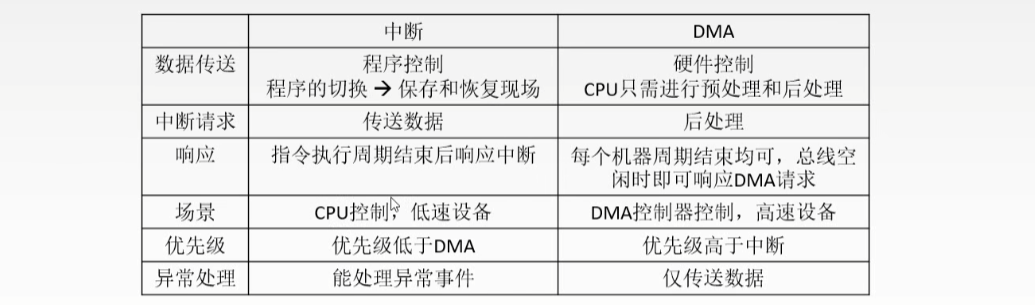 中断 DMA
数据传送 程序控制 硬件控制
程序的切换 → 保存和恢复现场 CPU只需进行预处理和后处理
中断请求 传送数据 后处理
响应 指令执行周期结束后响应中断 每个机器周期结束均可，总线空
闲时即可响应DMA请求
场景 CPU控制，低速设备 DMA控制器控制，高速设备
优先级 优先级低于DMA 优先级高于中断
异常处理 能处理异常事件 仅传送数据